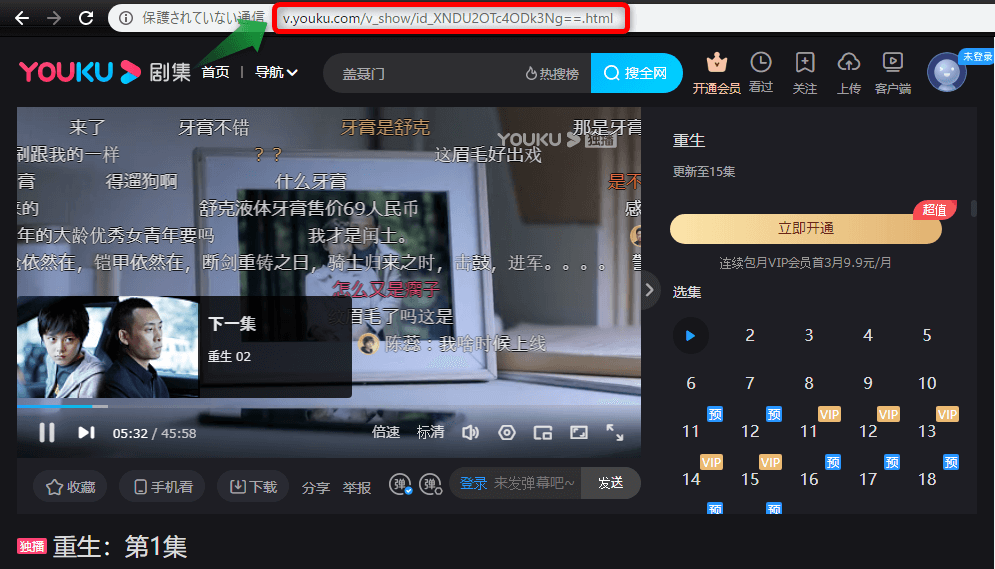 保護されていない通信
v.youku.com/v_show/id_XNDU2OTc4ODk3Ng==.html
YOUKU 剧集 首页 | 导航
盖聂门 热搜榜 搜全网
开通会员 看过 关注 上传 客户端 未登录
来了 牙膏不错 牙膏是舒克 那是牙膏
YOUKU 独播
刷跟我的一样 ？？ 这眉毛好出戏
膏 得遛狗啊 什么牙膏 是不
来的 舒克液体牙膏售价69人民币 感
年的大龄优秀女青年要吗 我才是闰土。
依然在，铠甲依然在，断剑重铸之日，骑士归来之时，击鼓，进军。。。。
怎么又是腐子
眉毛了吗这是
陈蕊：我啥时候上线
下一集
重生 02
05:32 / 45:58 倍速 标清
收藏 手机看 下载 分享 举报 弹 弹 登录 来发弹幕吧~ 发送
重生
更新至15集
超值
立即开通
连续包月VIP会员首3月9.9元/月
选集
2 3 4 5
6 7 8 9 10
预 预 VIP VIP VIP
11 12 11 12 13
VIP VIP 预 预 预
14 15 16 17 18
预 预
独播 重生：第1集